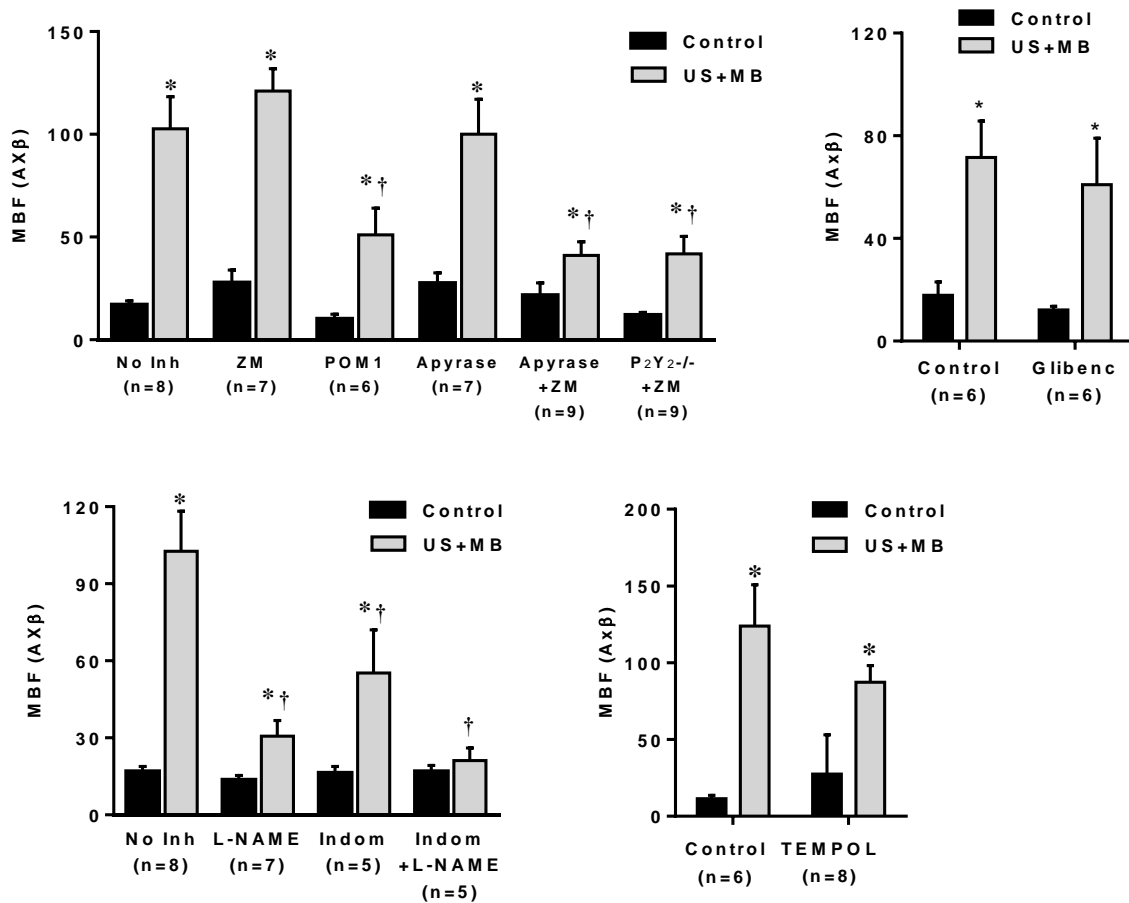 MBF (AXβ)
150
100
50
0
Control
US+MB
* * *† * *† *†
No Inh ZM POM1 Apyrase Apyrase P2Y2-/-
+ZM +ZM
(n=8) (n=7) (n=6) (n=7) (n=9) (n=9)
Control
US+MB
MBF (Axβ)
120
80
40
0
* *
Control Glibenc
(n=6) (n=6)
MBF (AXβ)
120
90
60
30
0
Control
US+MB
* *† *† †
No Inh L-NAME Indom Indom
+L-NAME
(n=8) (n=7) (n=5) (n=5)
MBF (Axβ)
200
150
100
50
0
Control
US+MB
* *
Control TEMPOL
(n=6) (n=8)